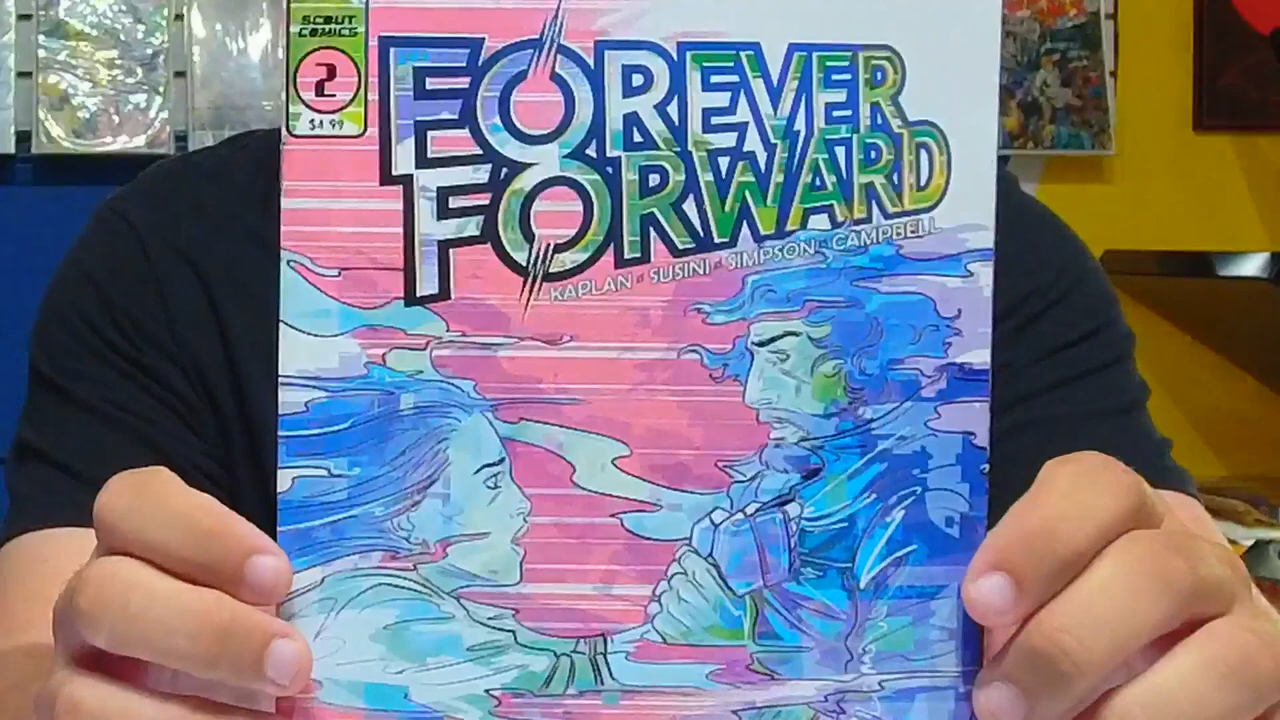 SCOUT
COMICS
2
$4.99
FOREVER
FORWARD
KAPLAN • SUSINI • SIMPSON • CAMPBELL